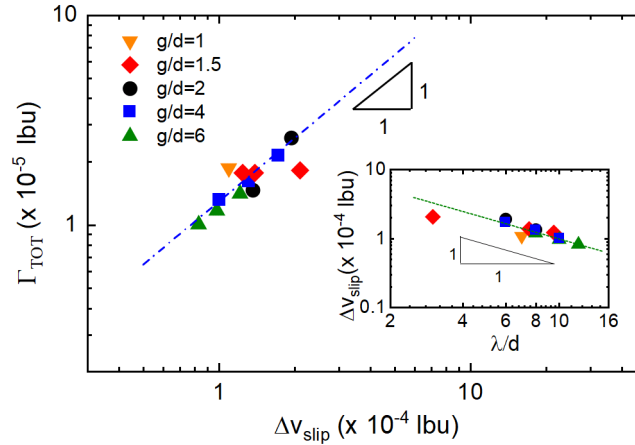 g/d=1
g/d=1.5
g/d=2
g/d=4
g/d=6
10
1
Γ_TOT (x 10^-5 lbu)
1
1
10
1
0.1
Δv_slip(x 10^-4 lbu)
1
1
2 4 6 8 10 16
λ/d
1 10
Δv_slip (x 10^-4 lbu)